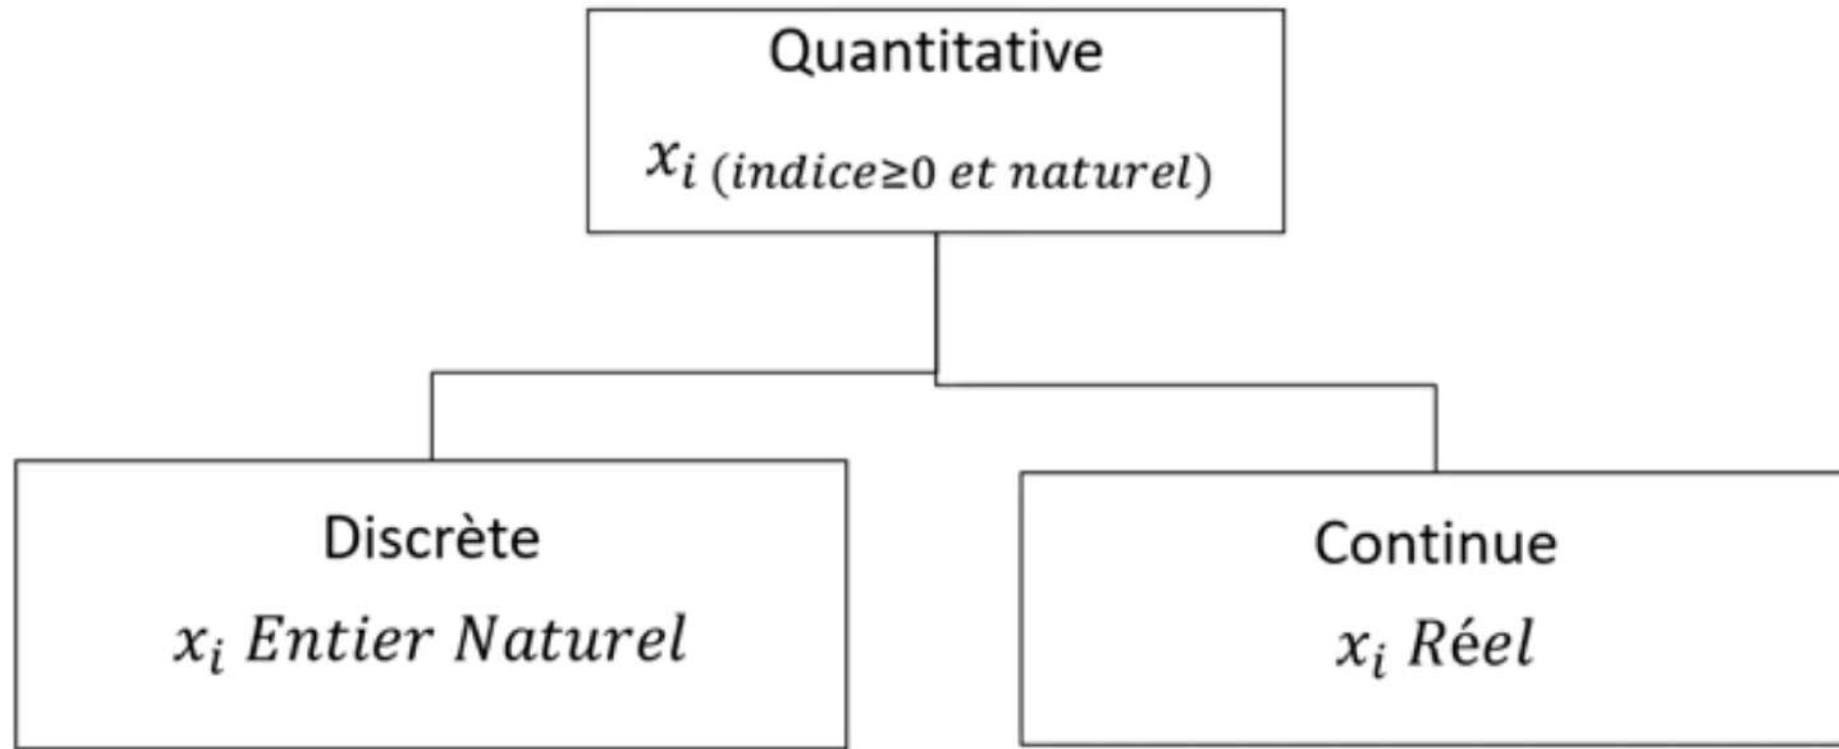 Quantitative
xᵢ (indice≥0 et naturel)
Discrète
xᵢ Entier Naturel
Continue
xᵢ Réel